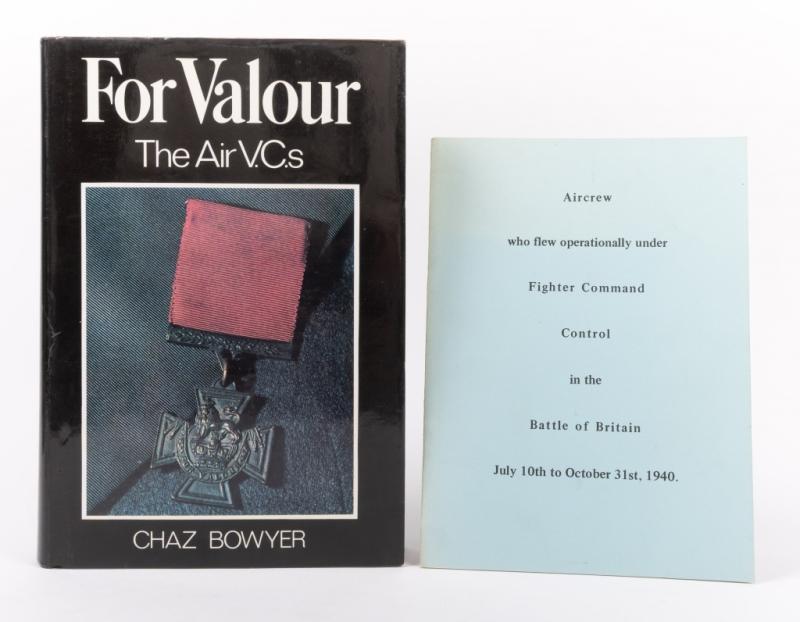 For Valour
The Air V.C.s
CHAZ BOWYER
Aircrew
who flew operationally under
Fighter Command
Control
in the
Battle of Britain
July 10th to October 31st, 1940.